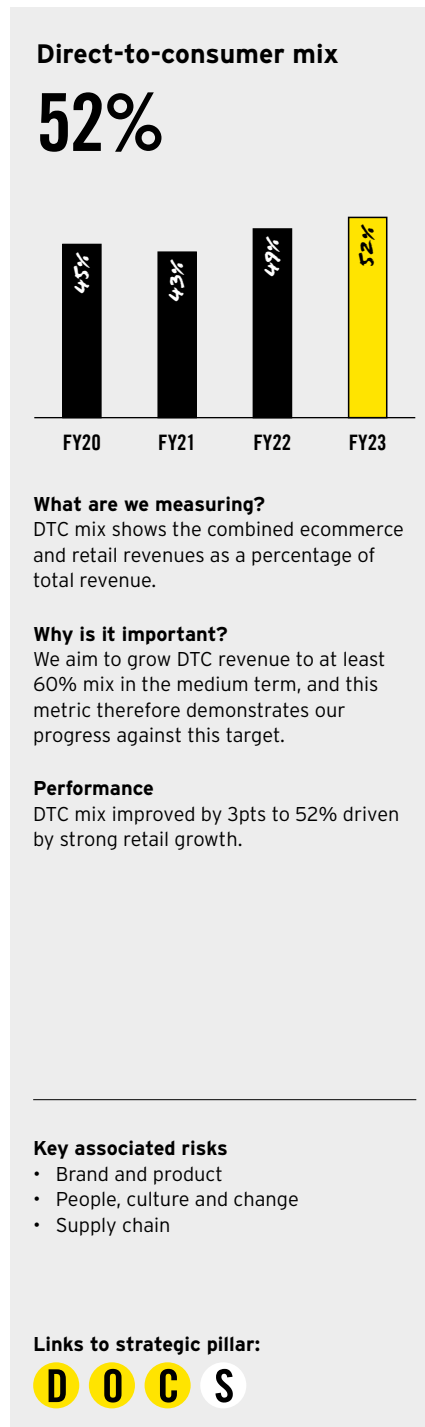 Direct-to-consumer mix
52%
45%
43%
49%
52%
FY20 FY21 FY22 FY23
What are we measuring?
DTC mix shows the combined ecommerce
and retail revenues as a percentage of
total revenue.
Why is it important?
We aim to grow DTC revenue to at least
60% mix in the medium term, and this
metric therefore demonstrates our
progress against this target.
Performance
DTC mix improved by 3pts to 52% driven
by strong retail growth.
Key associated risks
• Brand and product
• People, culture and change
• Supply chain
Links to strategic pillar:
D O C S